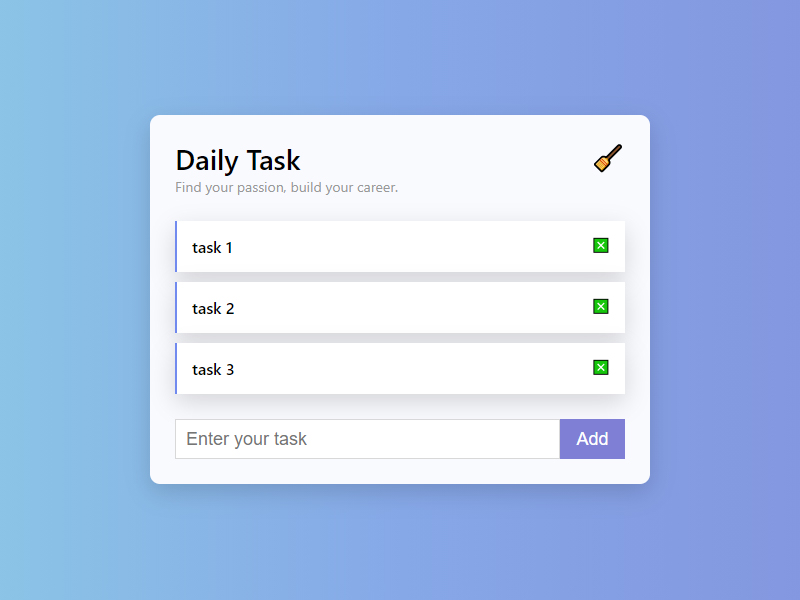 Daily Task
Find your passion, build your career.
task 1
task 2
task 3
Enter your task
Add